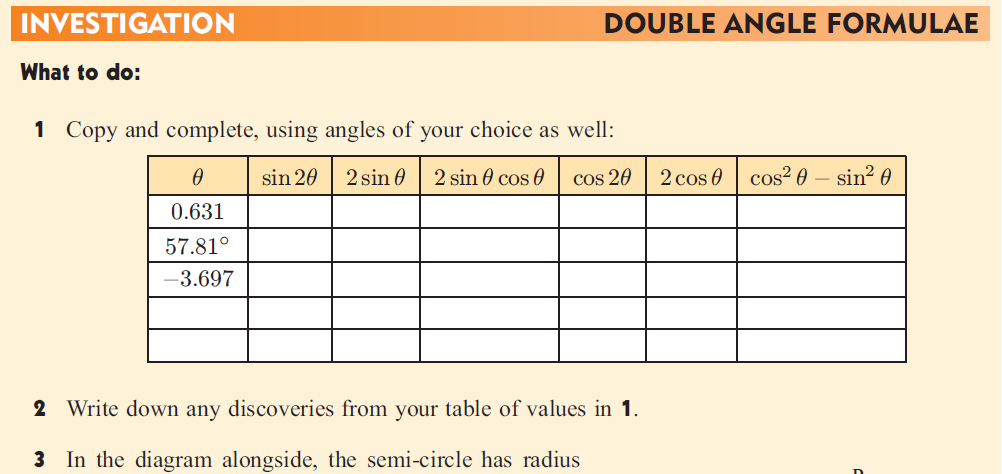 INVESTIGATION DOUBLE ANGLE FORMULAE
What to do:
1 Copy and complete, using angles of your choice as well:
θ sin 2θ 2 sin θ 2 sin θ cos θ cos 2θ 2 cos θ cos² θ − sin² θ
0.631
57.81°
−3.697
2 Write down any discoveries from your table of values in 1.
3 In the diagram alongside, the semi-circle has radius